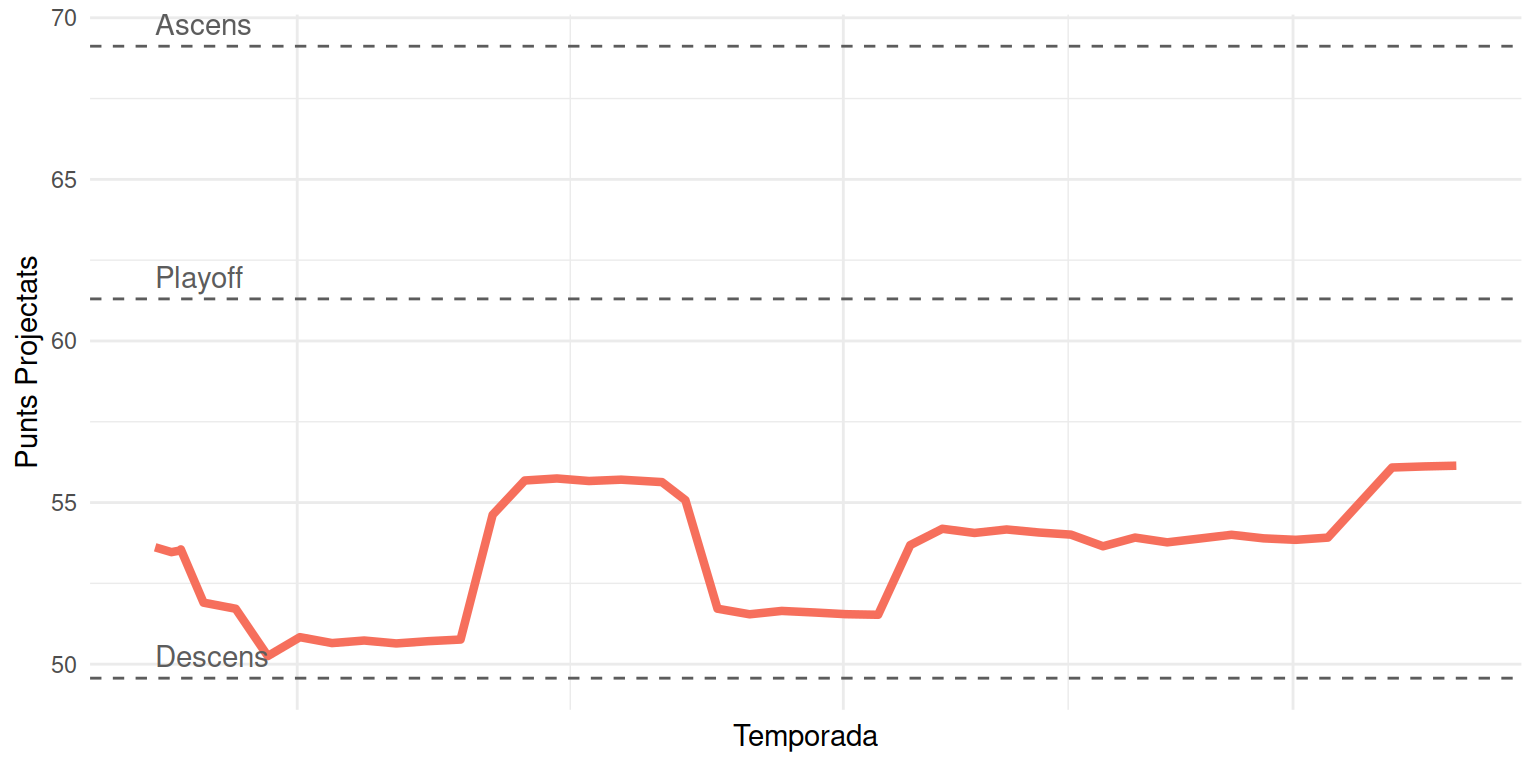 70
Ascens
65
Playoff
60
55
Descens
50
Punts Projectats
Temporada